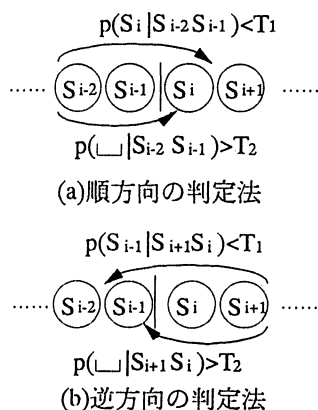 p(Si|Si-2Si-1)<T1
...... Si-2 Si-1 Si Si+1 ......
p(⎵|Si-2 Si-1)>T2
(a)順方向の判定法
p(Si-1|Si+1Si)<T1
...... Si-2 Si-1 Si Si+1 ......
p(⎵|Si+1 Si)>T2
(b)逆方向の判定法